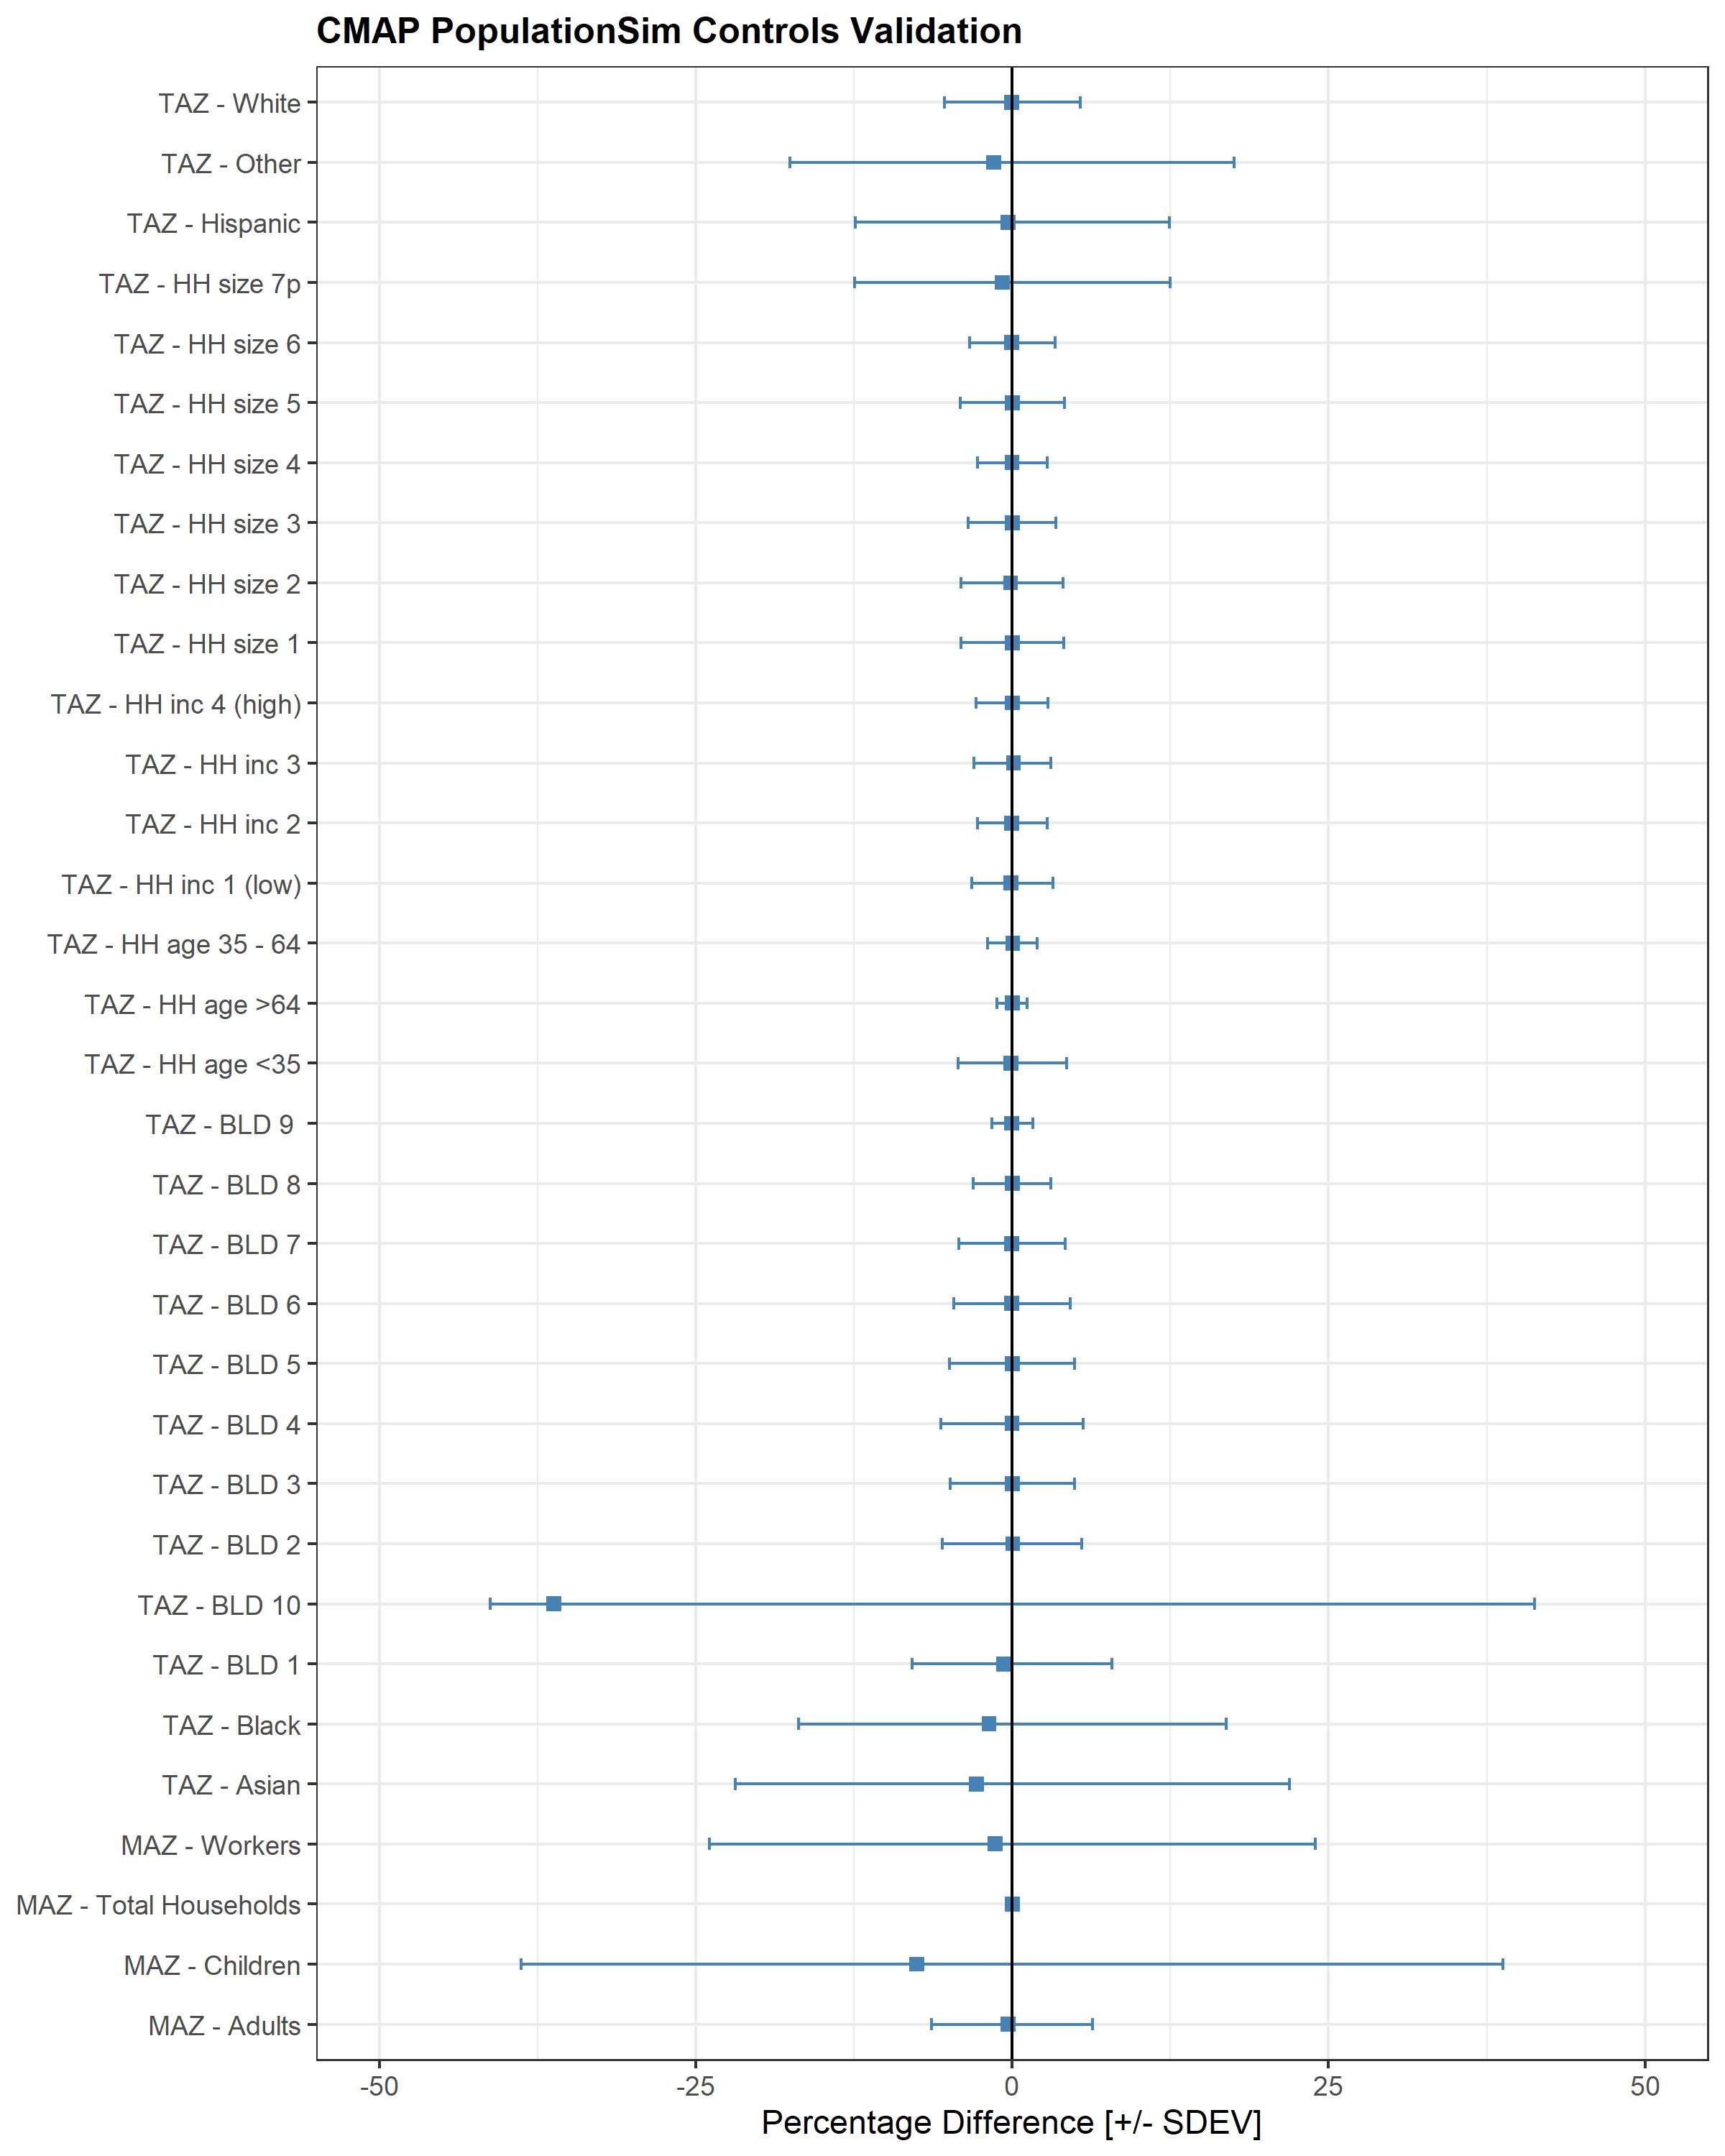 CMAP PopulationSim Controls Validation
TAZ - White
TAZ - Other
TAZ - Hispanic
TAZ - HH size 7p
TAZ - HH size 6
TAZ - HH size 5
TAZ - HH size 4
TAZ - HH size 3
TAZ - HH size 2
TAZ - HH size 1
TAZ - HH inc 4 (high)
TAZ - HH inc 3
TAZ - HH inc 2
TAZ - HH inc 1 (low)
TAZ - HH age 35 - 64
TAZ - HH age >64
TAZ - HH age <35
TAZ - BLD 9
TAZ - BLD 8
TAZ - BLD 7
TAZ - BLD 6
TAZ - BLD 5
TAZ - BLD 4
TAZ - BLD 3
TAZ - BLD 2
TAZ - BLD 10
TAZ - BLD 1
TAZ - Black
TAZ - Asian
MAZ - Workers
MAZ - Total Households
MAZ - Children
MAZ - Adults
-50 -25 0 25 50
Percentage Difference [+/- SDEV]